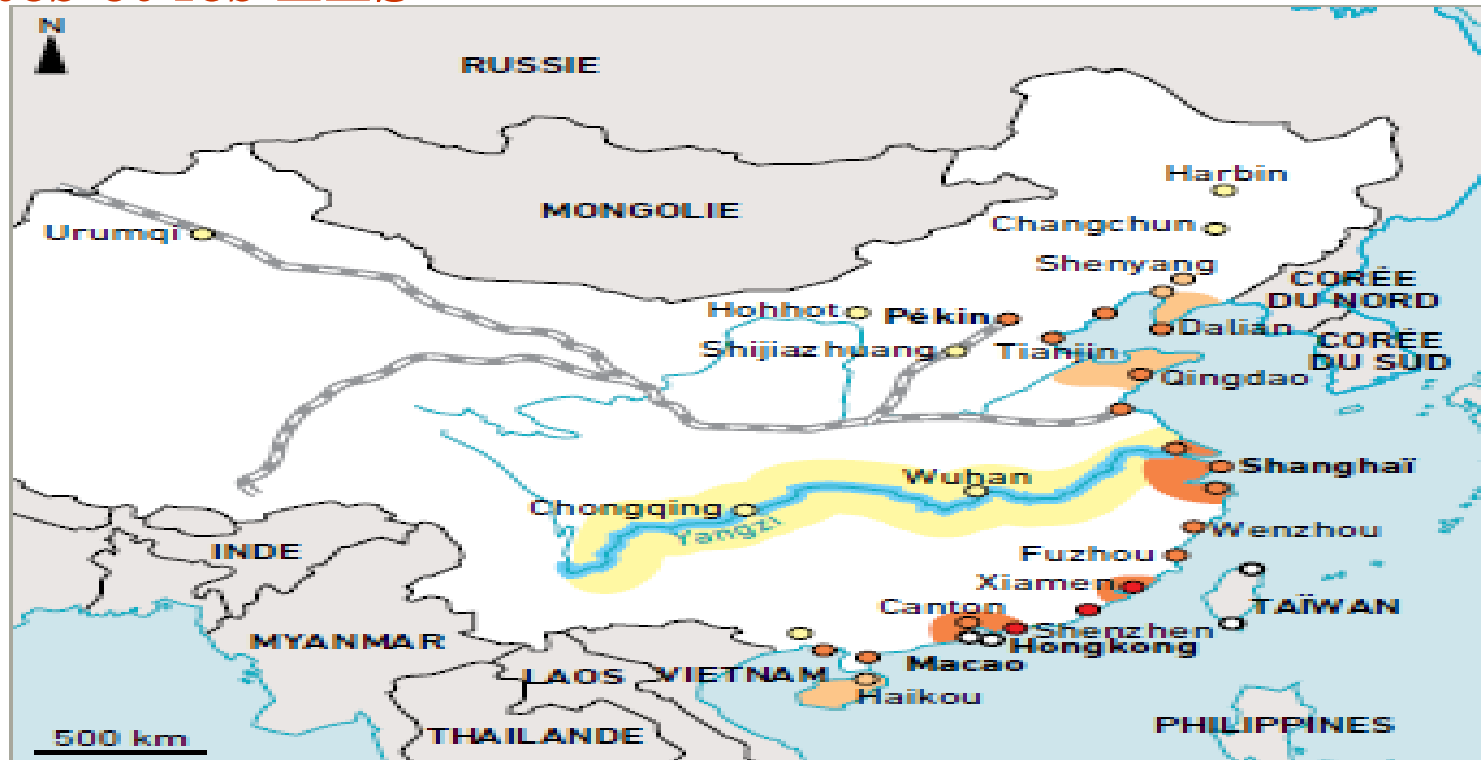 N
RUSSIE
Harbin
MONGOLIE
Urumqi
Changchun
Shenyang
CORÉE
DU NORD
Hohhot
Pékin
Dalian
Shijiazhuang
Tianjin
CORÉE
DU SUD
Qingdao
Shanghaï
Wuhan
Chongqing
Yangzi
Wenzhou
INDE
Fuzhou
Xiamen
Canton
TAÏWAN
Shenzhen
MYANMAR
Hongkong
Macao
LAOS
VIETNAM
Haikou
PHILIPPINES
THAILANDE
500 km